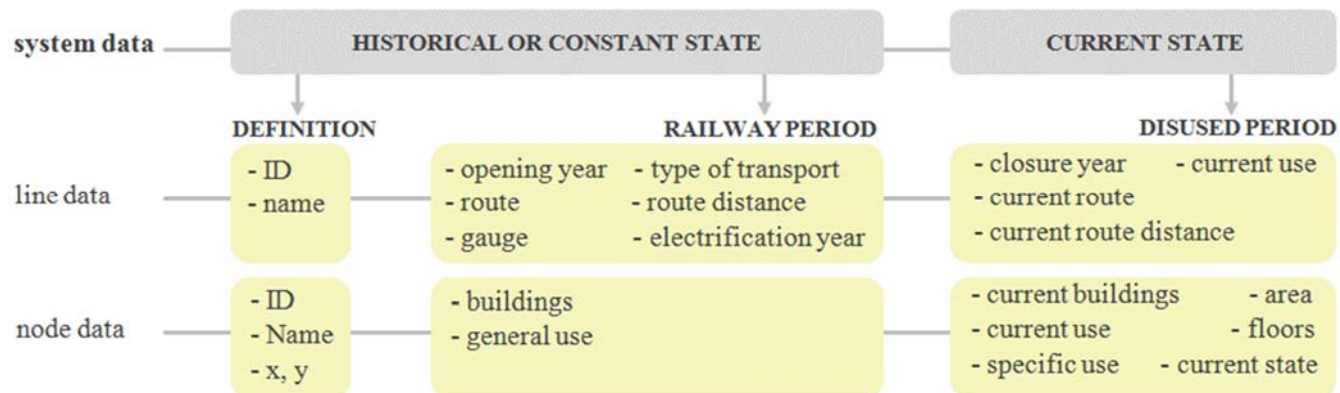 system data HISTORICAL OR CONSTANT STATE CURRENT STATE
DEFINITION RAILWAY PERIOD DISUSED PERIOD
line data
- ID
- name
- opening year - type of transport
- route - route distance
- gauge - electrification year
- closure year - current use
- current route
- current route distance
node data
- ID
- Name
- x, y
- buildings
- general use
- current buildings - area
- current use - floors
- specific use - current state